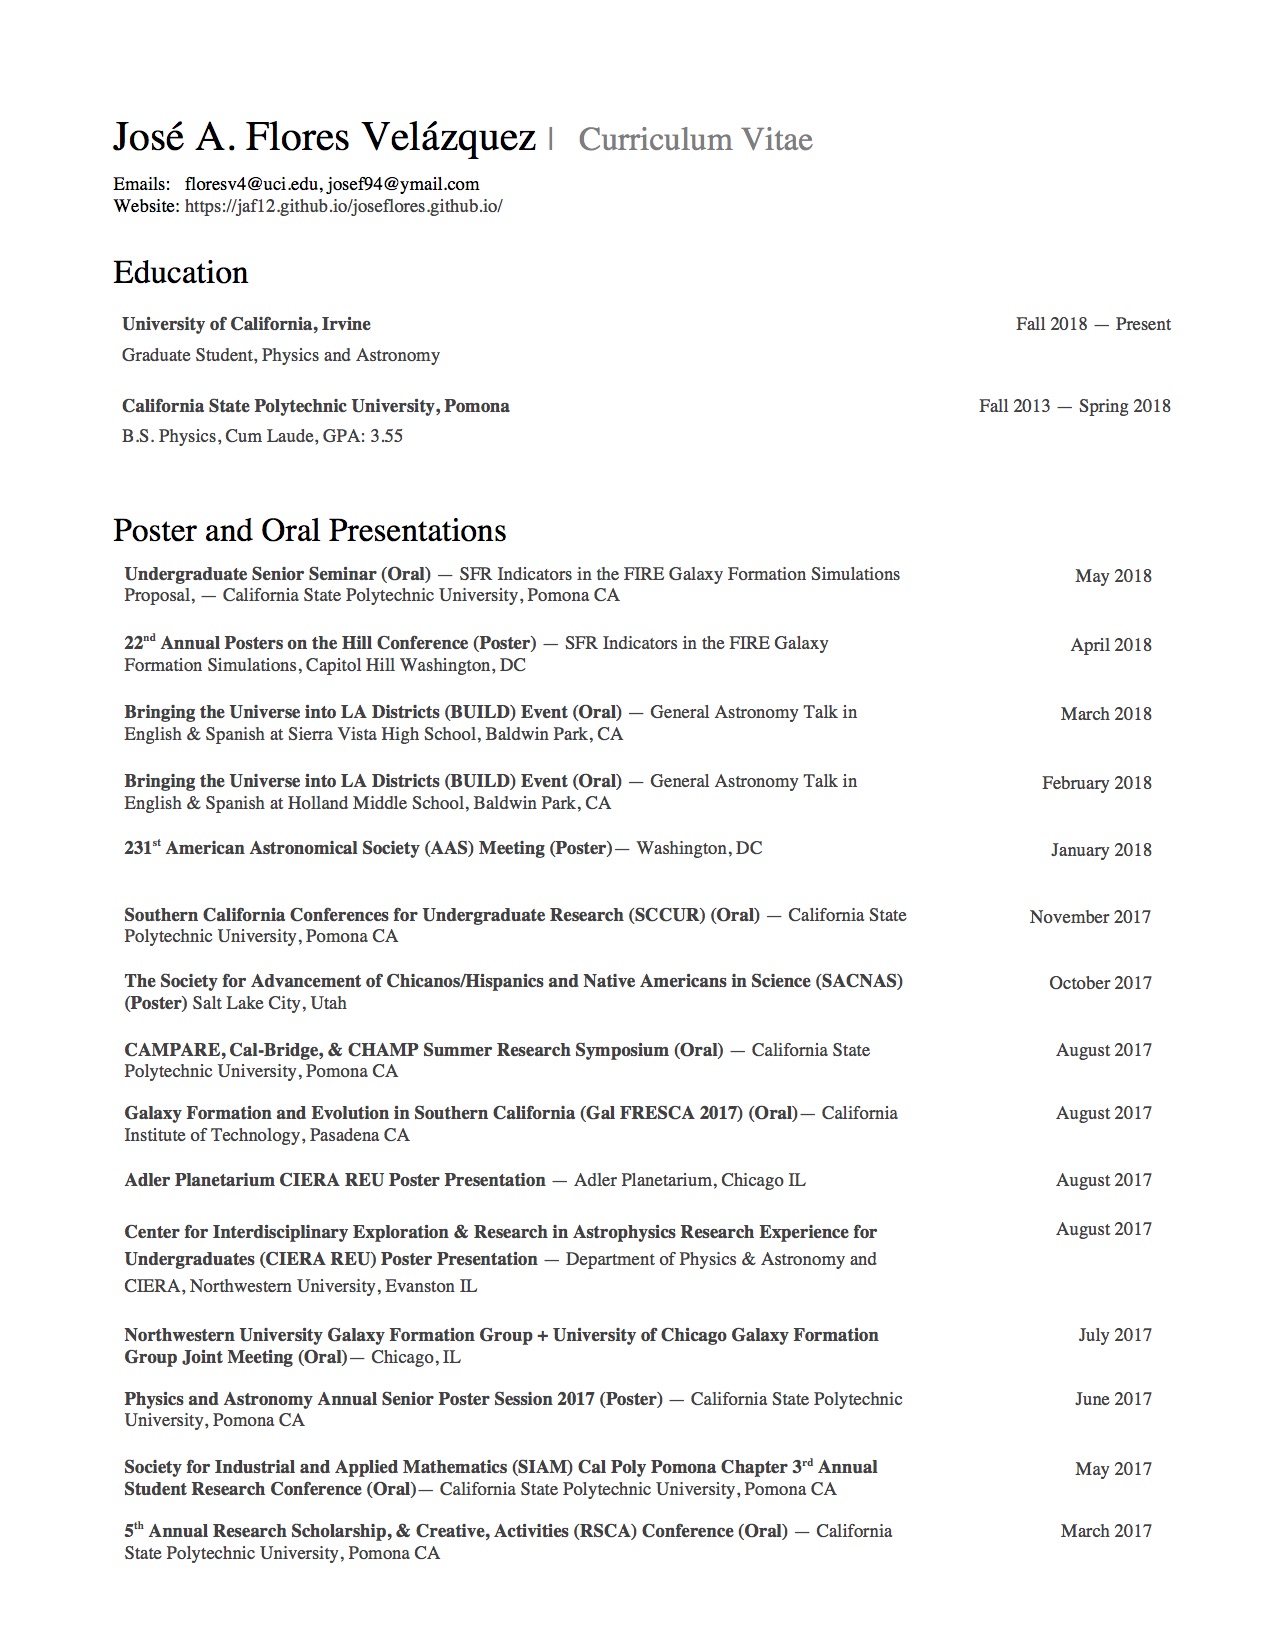 José A. Flores Velázquez | Curriculum Vitae
Emails: floresv4@uci.edu, josef94@ymail.com
Website: https://jaf12.github.io/joseflores.github.io/
Education
University of California, Irvine Fall 2018 — Present
Graduate Student, Physics and Astronomy
California State Polytechnic University, Pomona Fall 2013 — Spring 2018
B.S. Physics, Cum Laude, GPA: 3.55
Poster and Oral Presentations
Undergraduate Senior Seminar (Oral) — SFR Indicators in the FIRE Galaxy Formation Simulations May 2018
Proposal, — California State Polytechnic University, Pomona CA
22nd Annual Posters on the Hill Conference (Poster) — SFR Indicators in the FIRE Galaxy April 2018
Formation Simulations, Capitol Hill Washington, DC
Bringing the Universe into LA Districts (BUILD) Event (Oral) — General Astronomy Talk in March 2018
English & Spanish at Sierra Vista High School, Baldwin Park, CA
Bringing the Universe into LA Districts (BUILD) Event (Oral) — General Astronomy Talk in February 2018
English & Spanish at Holland Middle School, Baldwin Park, CA
231st American Astronomical Society (AAS) Meeting (Poster)— Washington, DC January 2018
Southern California Conferences for Undergraduate Research (SCCUR) (Oral) — California State November 2017
Polytechnic University, Pomona CA
The Society for Advancement of Chicanos/Hispanics and Native Americans in Science (SACNAS) October 2017
(Poster) Salt Lake City, Utah
CAMPARE, Cal-Bridge, & CHAMP Summer Research Symposium (Oral) — California State August 2017
Polytechnic University, Pomona CA
Galaxy Formation and Evolution in Southern California (Gal FRESCA 2017) (Oral)— California August 2017
Institute of Technology, Pasadena CA
Adler Planetarium CIERA REU Poster Presentation — Adler Planetarium, Chicago IL August 2017
Center for Interdisciplinary Exploration & Research in Astrophysics Research Experience for August 2017
Undergraduates (CIERA REU) Poster Presentation — Department of Physics & Astronomy and
CIERA, Northwestern University, Evanston IL
Northwestern University Galaxy Formation Group + University of Chicago Galaxy Formation July 2017
Group Joint Meeting (Oral)— Chicago, IL
Physics and Astronomy Annual Senior Poster Session 2017 (Poster) — California State Polytechnic June 2017
University, Pomona CA
Society for Industrial and Applied Mathematics (SIAM) Cal Poly Pomona Chapter 3rd Annual May 2017
Student Research Conference (Oral)— California State Polytechnic University, Pomona CA
5th Annual Research Scholarship, & Creative, Activities (RSCA) Conference (Oral) — California March 2017
State Polytechnic University, Pomona CA